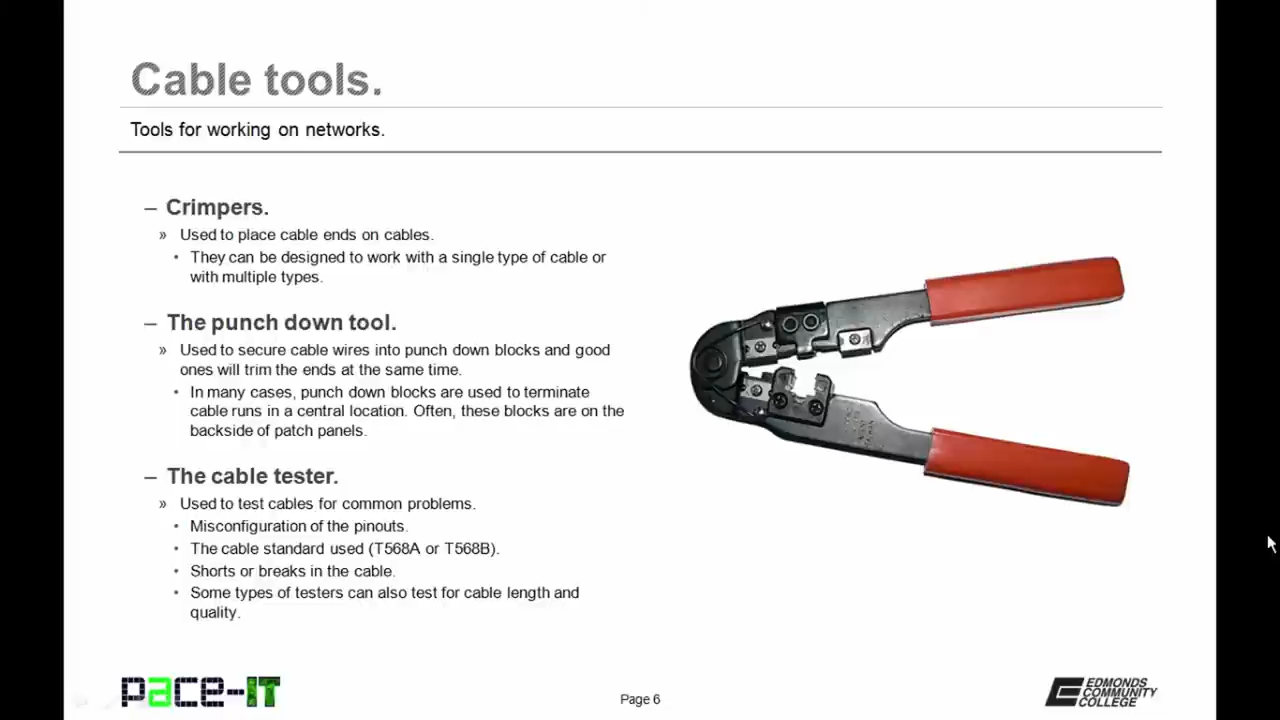 Cable tools.
Tools for working on networks.
– Crimpers.
» Used to place cable ends on cables.
• They can be designed to work with a single type of cable or
with multiple types.
– The punch down tool.
» Used to secure cable wires into punch down blocks and good
ones will trim the ends at the same time.
• In many cases, punch down blocks are used to terminate
cable runs in a central location. Often, these blocks are on the
backside of patch panels.
– The cable tester.
» Used to test cables for common problems.
• Misconfiguration of the pinouts.
• The cable standard used (T568A or T568B).
• Shorts or breaks in the cable.
• Some types of testers can also test for cable length and
quality.
pace-IT
Page 6
EDMONDS
COMMUNITY
COLLEGE